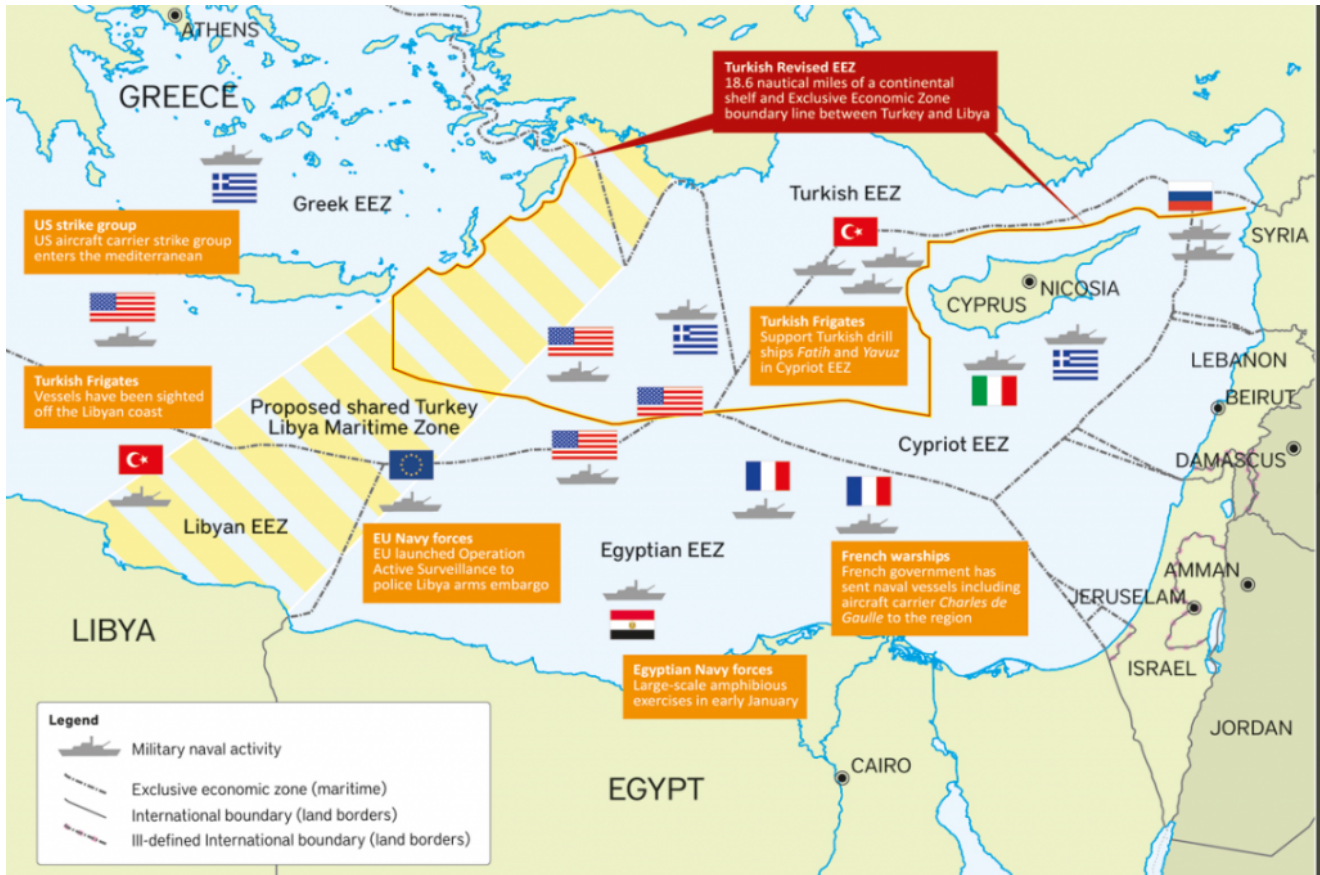 ATHENS
GREECE
Turkish Revised EEZ
18.6 nautical miles of a continental
shelf and Exclusive Economic Zone
boundary line between Turkey and Libya
Greek EEZ
Turkish EEZ
US strike group
US aircraft carrier strike group
enters the mediterranean
SYRIA
NICOSIA
CYPRUS
Turkish Frigates
Support Turkish drill
ships Fatih and Yavuz
in Cypriot EEZ
LEBANON
BEIRUT
Turkish Frigates
Vessels have been sighted
off the Libyan coast
Proposed shared Turkey
Libya Maritime Zone
Cypriot EEZ
DAMASCUS
Libyan EEZ
EU Navy forces
EU launched Operation
Active Surveillance to
police Libya arms embargo
Egyptian EEZ
French warships
French government has
sent naval vessels including
aircraft carrier Charles de
Gaulle to the region
AMMAN
JERUSELAM
LIBYA
ISRAEL
Egyptian Navy forces
Large-scale amphibious
exercises in early January
JORDAN
CAIRO
EGYPT
Legend
Military naval activity
Exclusive economic zone (maritime)
International boundary (land borders)
Ill-defined International boundary (land borders)